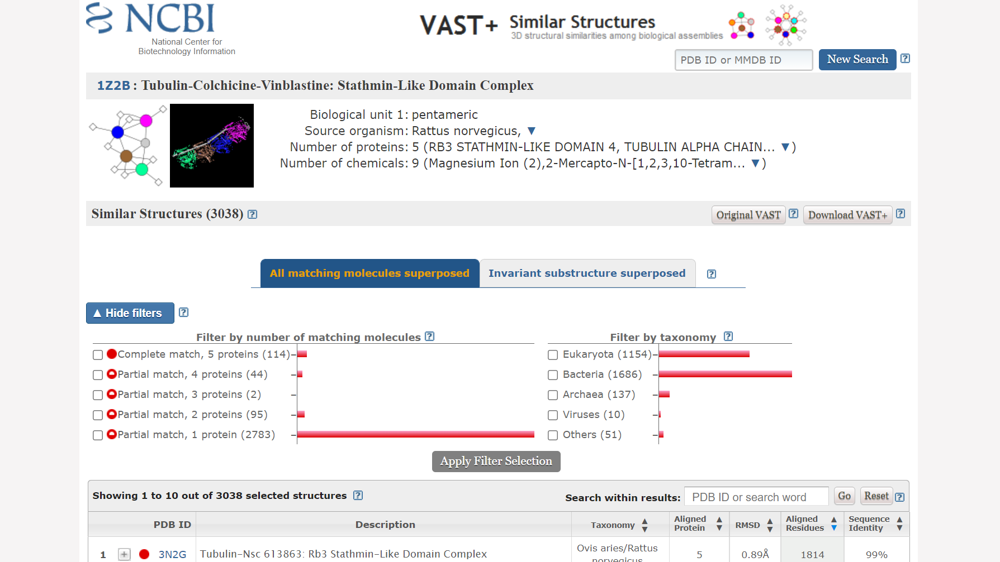 NCBI
National Center for
Biotechnology Information
VAST+ Similar Structures
3D structural similarities among biological assemblies
PDB ID or MMDB ID New Search ?
1Z2B : Tubulin-Colchicine-Vinblastine: Stathmin-Like Domain Complex
Biological unit 1: pentameric
Source organism: Rattus norvegicus, ▼
Number of proteins: 5 (RB3 STATHMIN-LIKE DOMAIN 4, TUBULIN ALPHA CHAIN... ▼)
Number of chemicals: 9 (Magnesium Ion (2),2-Mercapto-N-[1,2,3,10-Tetram... ▼)
Similar Structures (3038) ? Original VAST ? Download VAST+ ?
All matching molecules superposed Invariant substructure superposed ?
▲ Hide filters ?
Filter by number of matching molecules ?
Complete match, 5 proteins (114)
Partial match, 4 proteins (44)
Partial match, 3 proteins (2)
Partial match, 2 proteins (95)
Partial match, 1 protein (2783)
Filter by taxonomy ?
Eukaryota (1154)
Bacteria (1686)
Archaea (137)
Viruses (10)
Others (51)
Apply Filter Selection
Showing 1 to 10 out of 3038 selected structures ? Search within results: PDB ID or search word Go Reset ?
PDB ID Description Taxonomy Aligned Protein RMSD Aligned Residues Sequence Identity
1 + 3N2G Tubulin-Nsc 613863: Rb3 Stathmin-Like Domain Complex Ovis aries/Rattus norvegicus 5 0.89Å 1814 99%